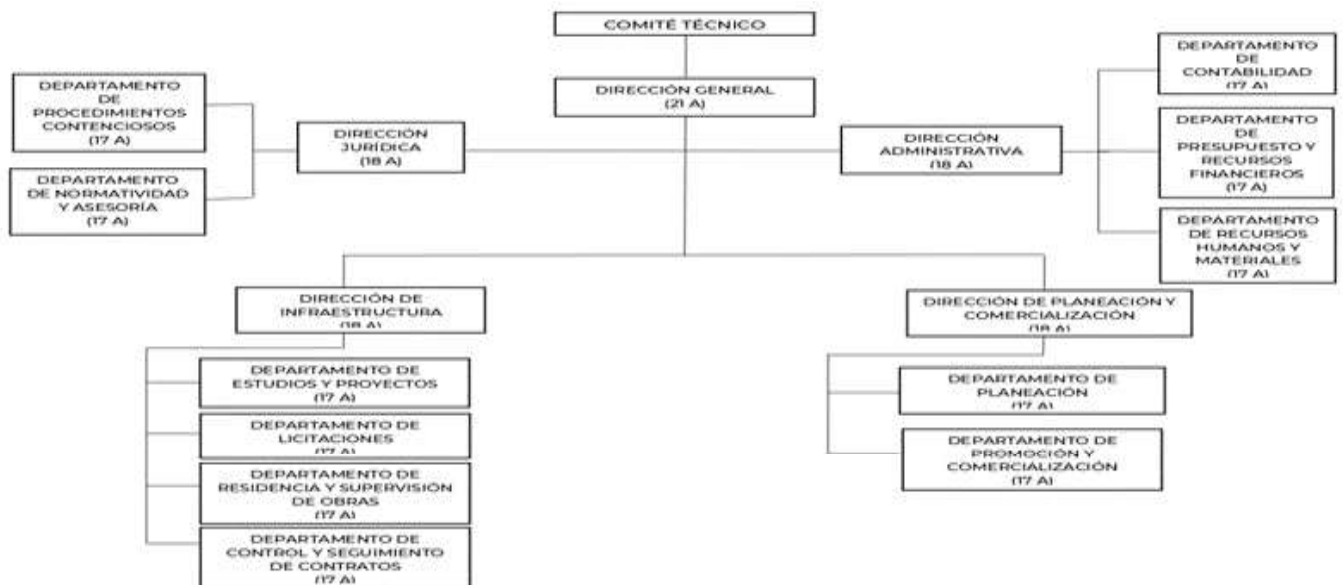 COMITÉ TÉCNICO
DIRECCIÓN GENERAL
(21 A)
DEPARTAMENTO
DE
PROCEDIMIENTOS
CONTENCIOSOS
(17 A)
DEPARTAMENTO
DE NORMATIVIDAD
Y ASESORÍA
(17 A)
DIRECCIÓN
JURÍDICA
(18 A)
DIRECCIÓN
ADMINISTRATIVA
(18 A)
DEPARTAMENTO
DE
CONTABILIDAD
(17 A)
DEPARTAMENTO
DE
PRESUPUESTO Y
RECURSOS
FINANCIEROS
(17 A)
DEPARTAMENTO
DE RECURSOS
HUMANOS Y
MATERIALES
(17 A)
DIRECCIÓN DE
INFRAESTRUCTURA
(18 A)
DEPARTAMENTO DE
ESTUDIOS Y PROYECTOS
(17 A)
DEPARTAMENTO DE
LICITACIONES
(17 A)
DEPARTAMENTO DE
RESIDENCIA Y SUPERVISIÓN
DE OBRAS
(17 A)
DEPARTAMENTO DE
CONTROL Y SEGUIMIENTO
DE CONTRATOS
(17 A)
DIRECCIÓN DE PLANEACIÓN Y
COMERCIALIZACIÓN
(18 A)
DEPARTAMENTO DE
PLANEACIÓN
(17 A)
DEPARTAMENTO DE
PROMOCIÓN Y
COMERCIALIZACIÓN
(17 A)